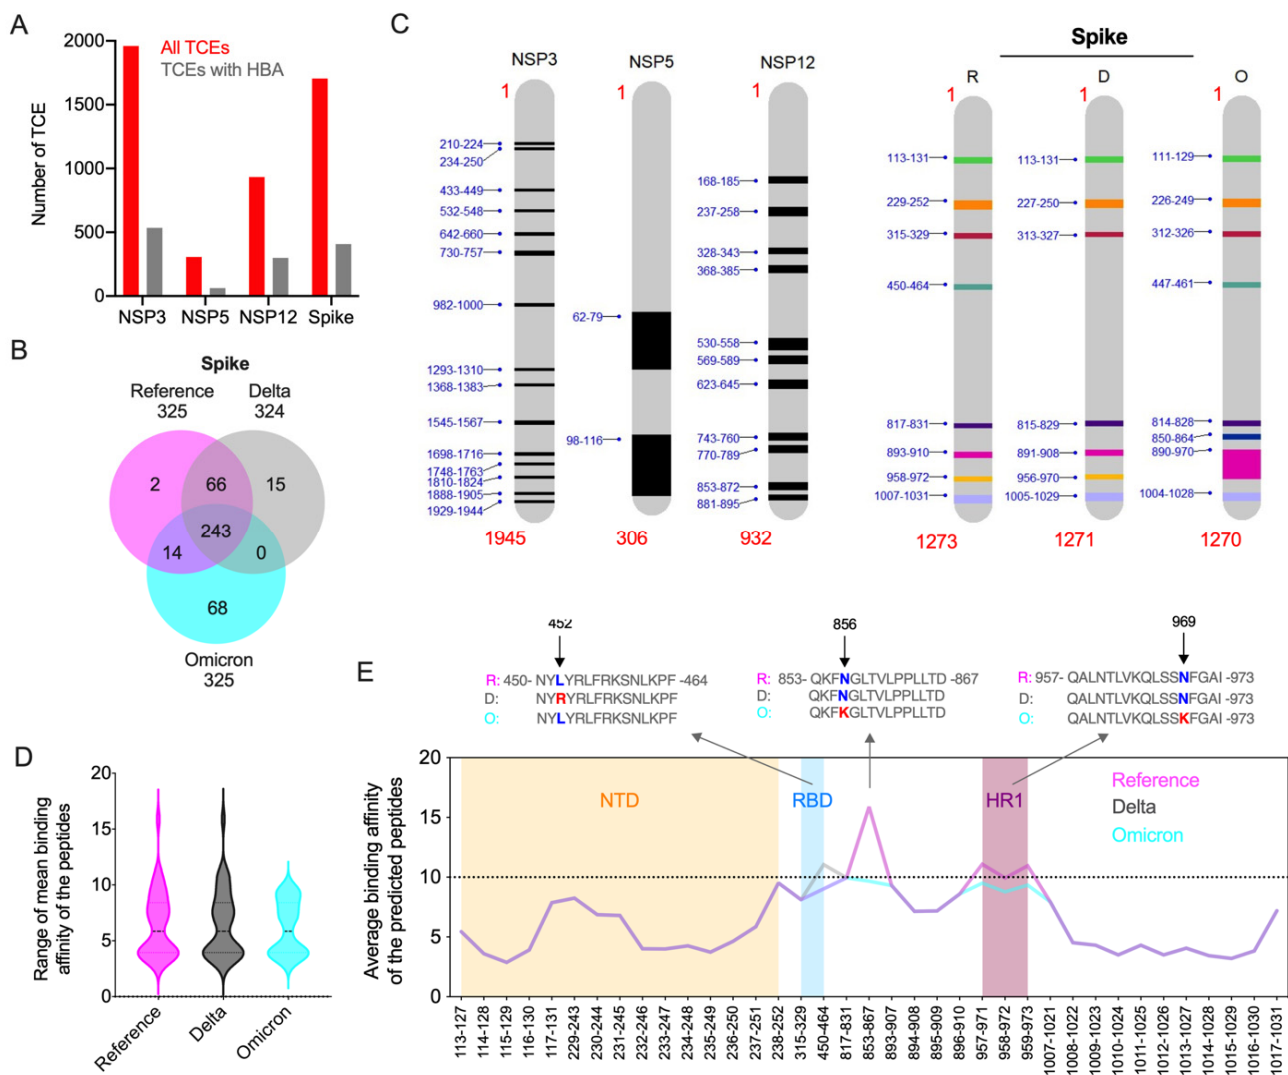 A
2000
1500
1000
500
0
Number of TCE
All TCEs
TCEs with HBA
NSP3
NSP5
NSP12
Spike
B
Spike
Reference
325
Delta
324
2
66
15
243
14
0
68
Omicron
325
C
NSP3
1
210-224
234-250
433-449
532-548
642-660
730-757
982-1000
1293-1310
1368-1383
1545-1567
1698-1716
1748-1763
1810-1824
1888-1905
1929-1944
1945
NSP5
1
62-79
98-116
306
NSP12
1
168-185
237-258
328-343
368-385
530-558
569-589
623-645
743-760
770-789
853-872
881-895
932
Spike
R
1
113-131
229-252
315-329
450-464
817-831
893-910
958-972
1007-1031
1273
D
1
113-131
227-250
313-327
815-829
891-908
956-970
1005-1029
1271
O
1
111-129
226-249
312-326
447-461
814-828
850-864
890-970
1004-1028
1270
D
20
15
10
5
0
Range of mean binding
affinity of the peptides
Reference
Delta
Omicron
E
452
R: 450- NYLYRLFRKSNLKPF -464
D: NYRYRLFRKSNLKPF
O: NYLYRLFRKSNLKPF
856
R: 853- QKFNGLTVLPPLLTD -867
D: QKFNGLTVLPPLLTD
O: QKFKGLTVLPPLLTD
969
R: 957- QALNTLVKQLSSNFGAI -973
D: QALNTLVKQLSSNFGAI -973
O: QALNTLVKQLSSKFGAI -973
20
15
10
5
0
Average binding affinity
of the predicted peptides
NTD
RBD
HR1
Reference
Delta
Omicron
113-127
114-128
115-129
116-130
117-131
229-243
230-244
231-245
232-246
233-247
234-248
235-249
236-250
237-251
238-252
315-329
450-464
817-831
853-867
893-907
894-908
895-909
896-910
957-971
958-972
959-973
1007-1021
1008-1022
1009-1023
1010-1024
1011-1025
1012-1026
1013-1027
1014-1028
1015-1029
1016-1030
1017-1031